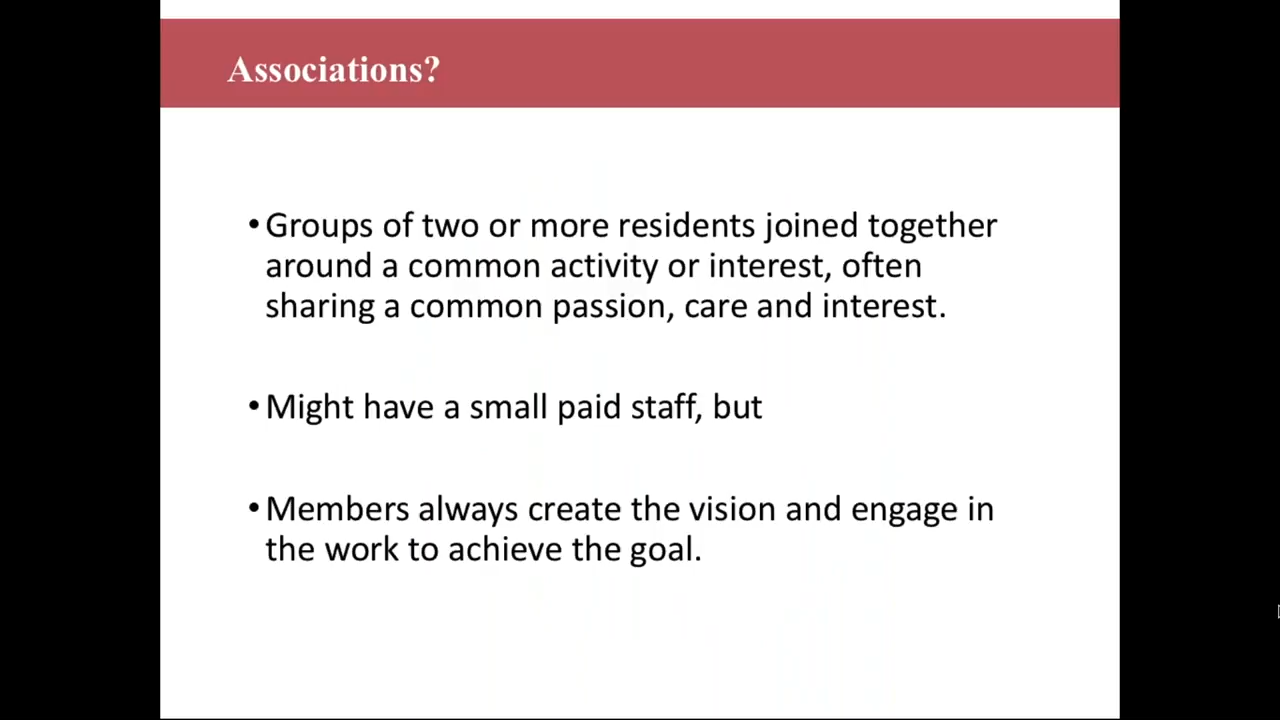 Associations?
•Groups of two or more residents joined together
around a common activity or interest, often
sharing a common passion, care and interest.
•Might have a small paid staff, but
•Members always create the vision and engage in
the work to achieve the goal.